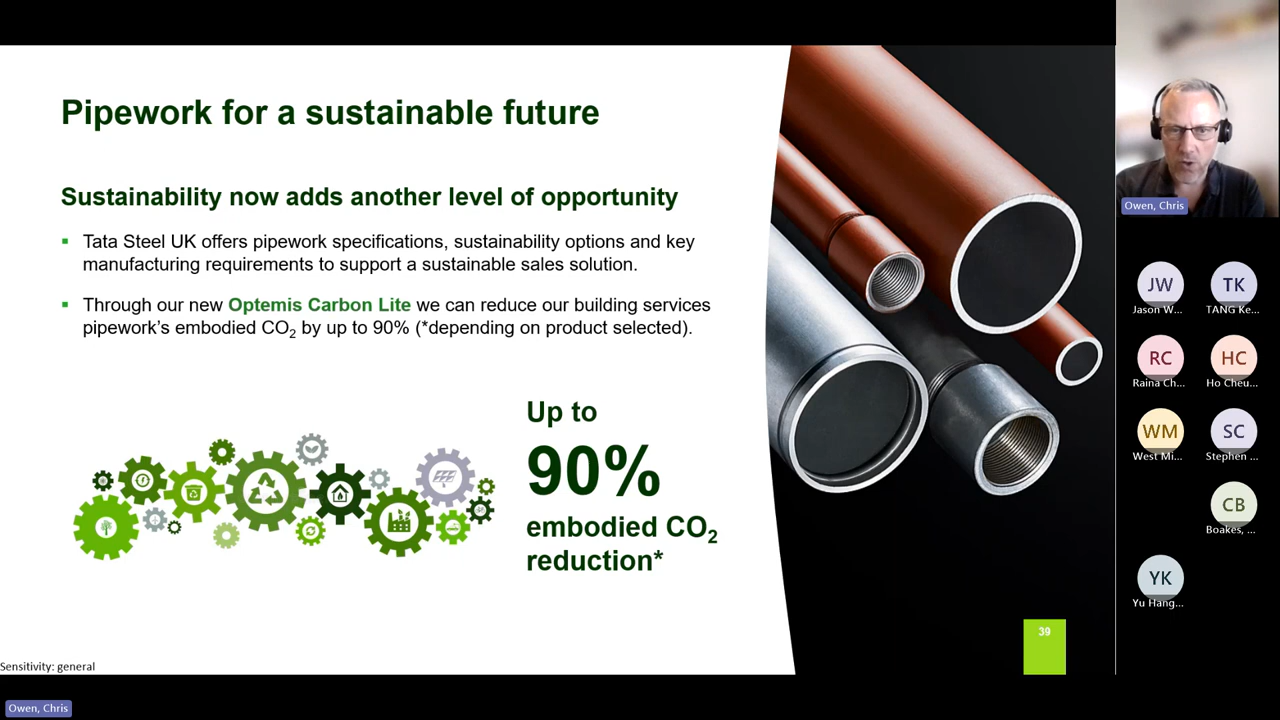 Pipework for a sustainable future
Sustainability now adds another level of opportunity
Tata Steel UK offers pipework specifications, sustainability options and key
manufacturing requirements to support a sustainable sales solution.
Through our new Optemis Carbon Lite we can reduce our building services
pipework's embodied CO2 by up to 90% (*depending on product selected).
Up to
90%
embodied CO2
reduction*
39
Sensitivity: general
Owen, Chris
Owen, Chris
JW
Jason W...
TK
TANG Ke...
RC
Raina Ch...
HC
Ho Cheu...
WM
West Mi...
SC
Stephen ...
CB
Boakes, ...
YK
Yu Hang...